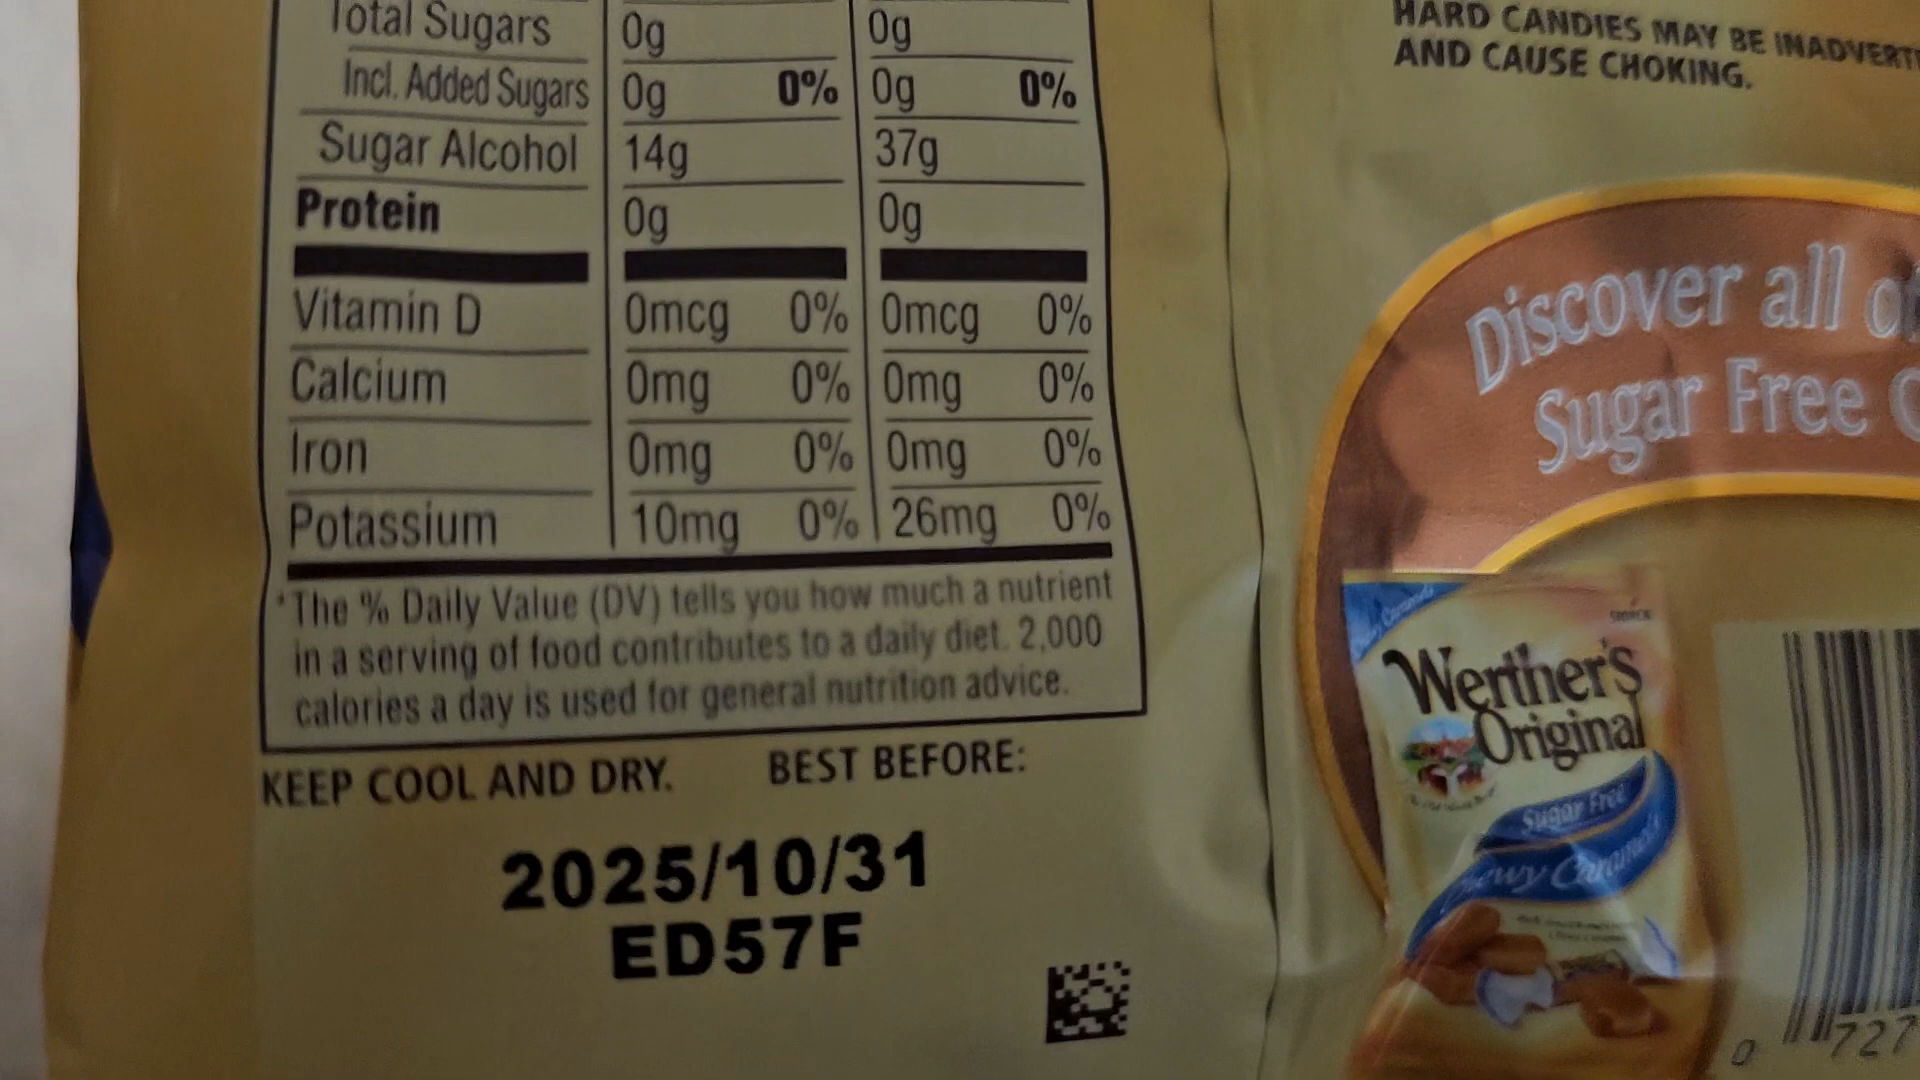 Total Sugars 0g 0g
Incl. Added Sugars 0g 0% 0g 0%
Sugar Alcohol 14g 37g
Protein 0g 0g
Vitamin D 0mcg 0% 0mcg 0%
Calcium 0mg 0% 0mg 0%
Iron 0mg 0% 0mg 0%
Potassium 10mg 0% 26mg 0%
*The % Daily Value (DV) tells you how much a nutrient
in a serving of food contributes to a daily diet. 2,000
calories a day is used for general nutrition advice.
KEEP COOL AND DRY. BEST BEFORE:
2025/10/31
ED57F
HARD CANDIES MAY BE INADVERT
AND CAUSE CHOKING.
Discover all
Sugar Free
Werther's
Original
Sugar Free
Chewy Caramels
0 727